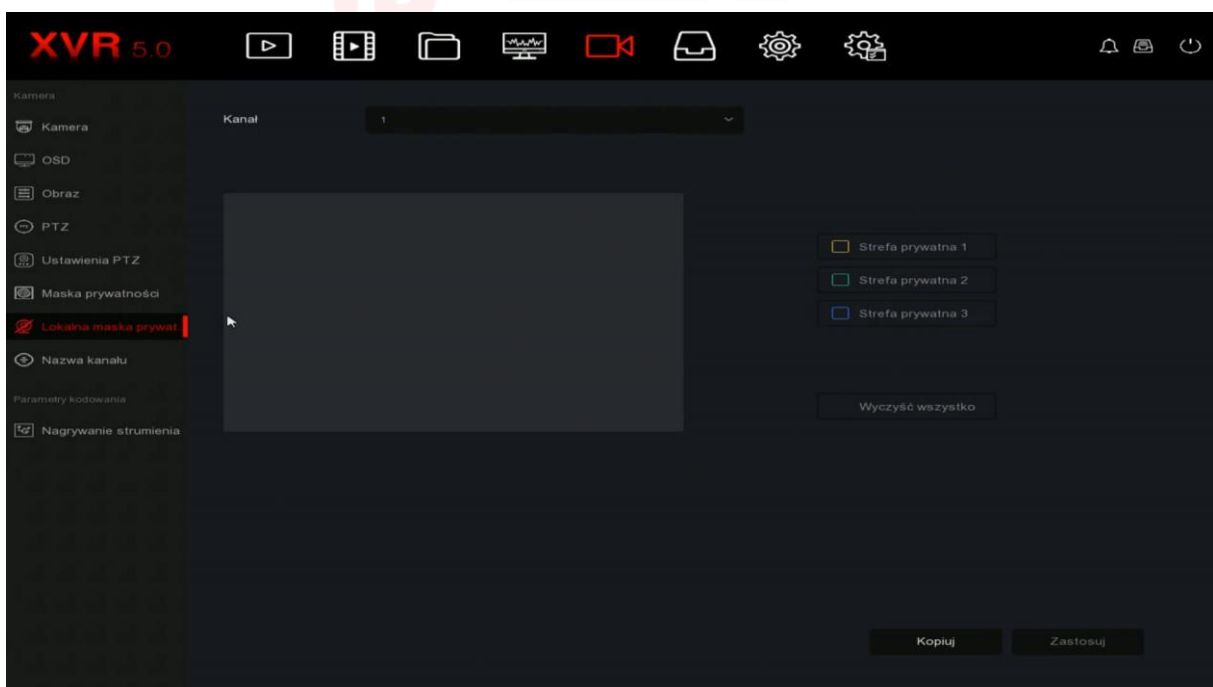 XVR 5.0
Kamera
Kamera
OSD
Obraz
PTZ
Ustawienia PTZ
Maska prywatności
Lokalna maska prywat.
Nazwa kanału
Parametry kodowania
Nagrywanie strumienia
Kanał 1
Strefa prywatna 1
Strefa prywatna 2
Strefa prywatna 3
Wyczyść wszystko
Kopiuj Zastosuj